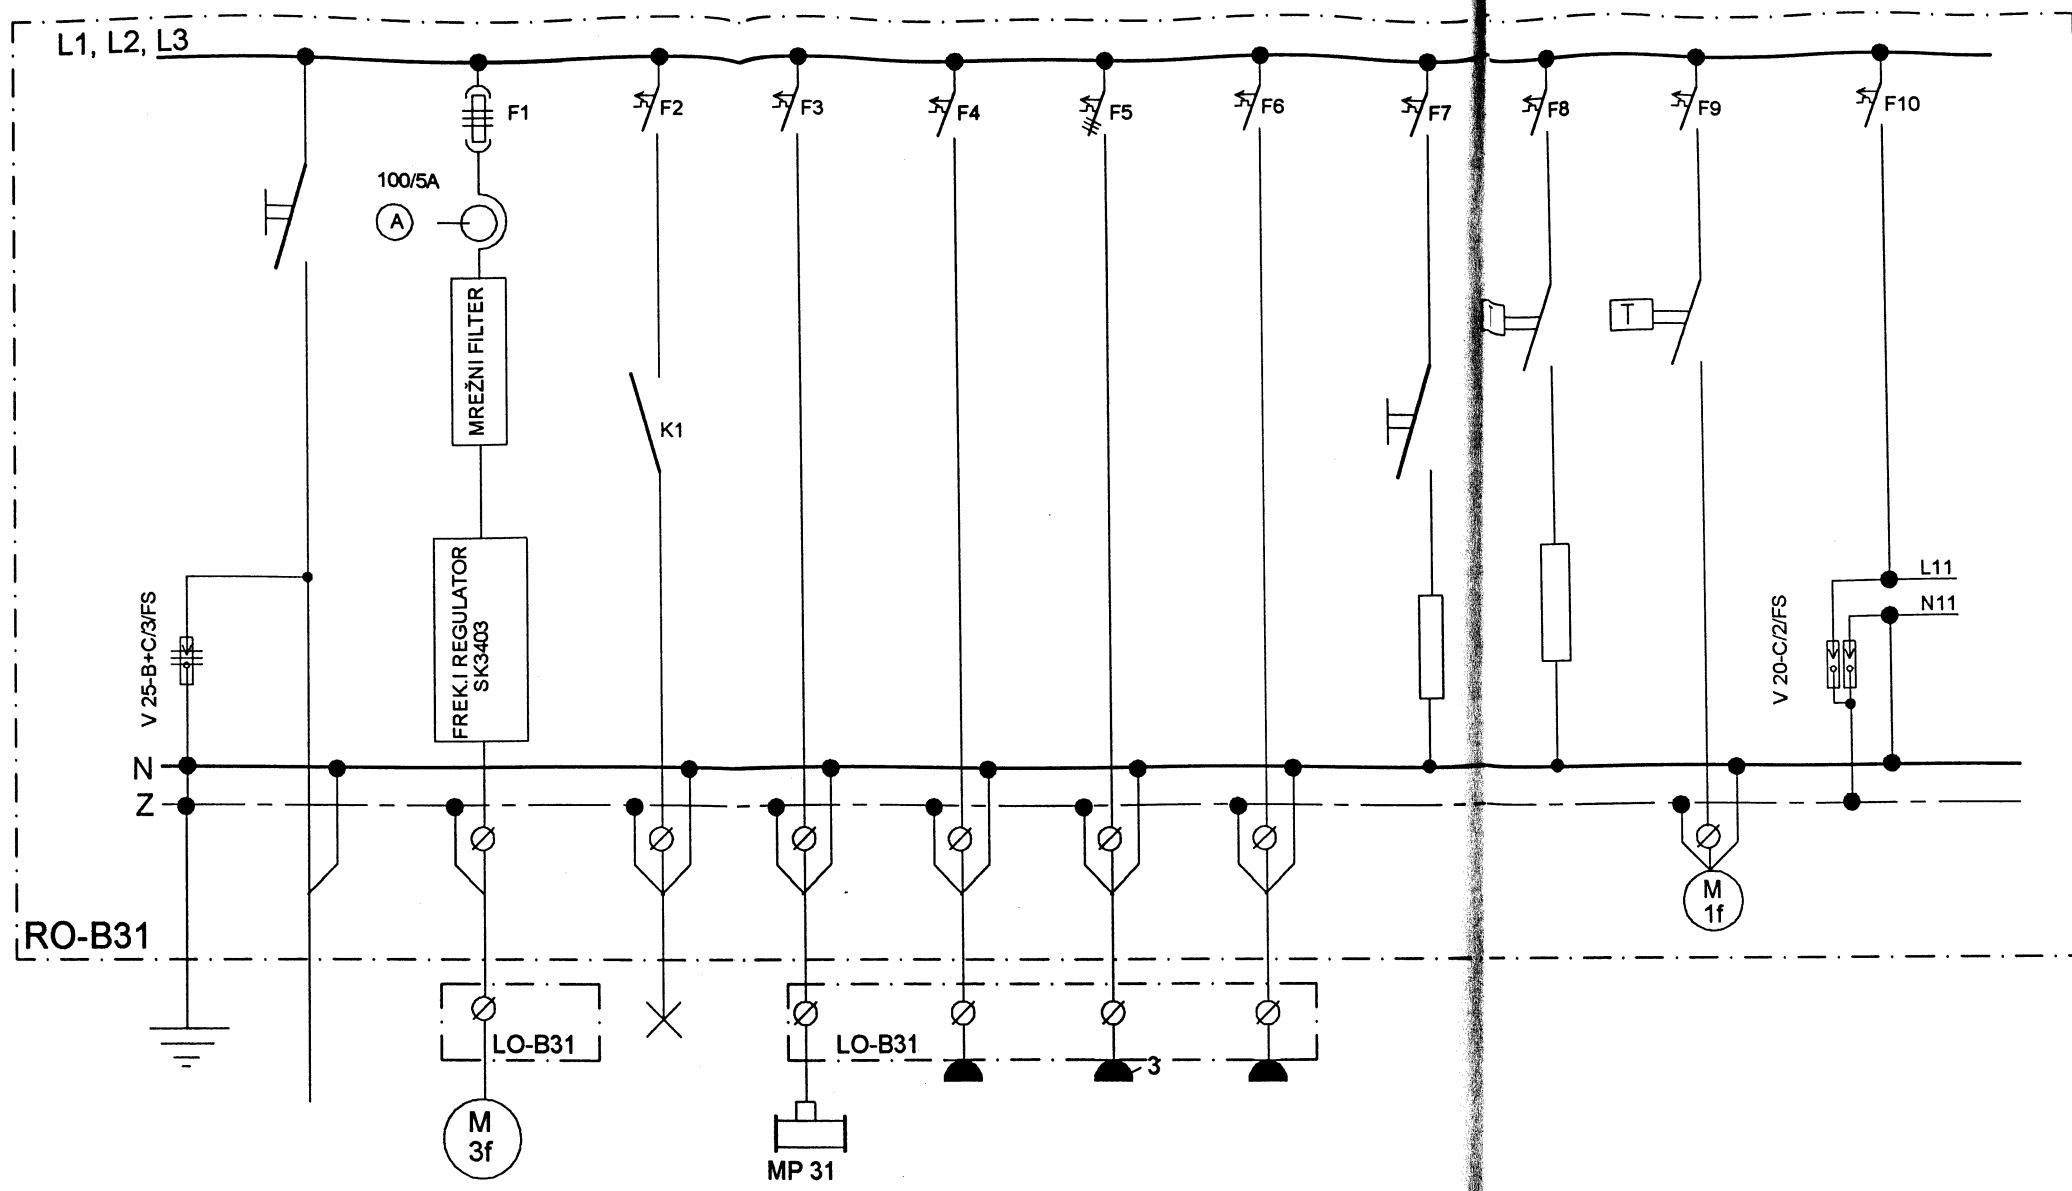 L1, L2, L3
F1
F2
F3
F4
F5
F6
F7
F8
F9
F10
100/5A
A
MREŽNI FILTER
T
K1
FREK.I REGULATOR
SK3403
V 25-B+C/3/FS
L11
N11
V 20-C/2/FS
N
Z
M
1f
RO-B31
LO-B31
LO-B31
3
M
3f
MP 31